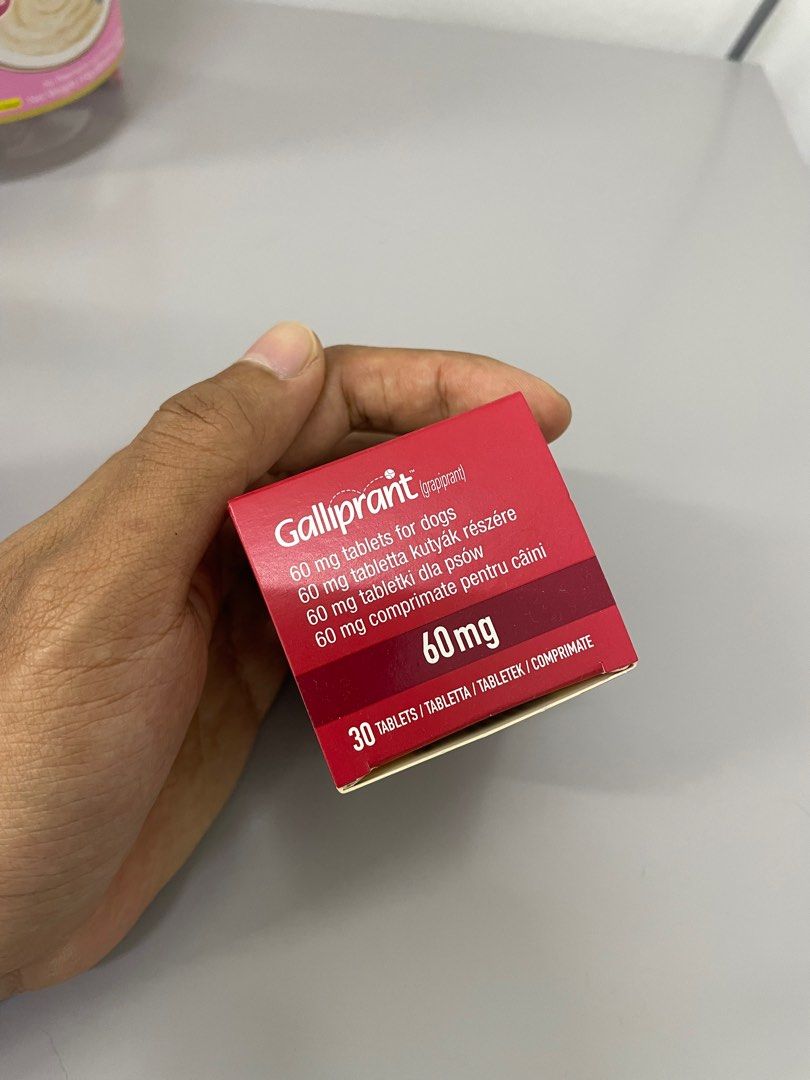 Galliprant™ (grapiprant)
60 mg tablets for dogs
60 mg tabletta kutyák részére
60 mg tabletki dla psów
60 mg comprimate pentru câini
60mg
30 TABLETS / TABLETTA / TABLETEK / COMPRIMATE